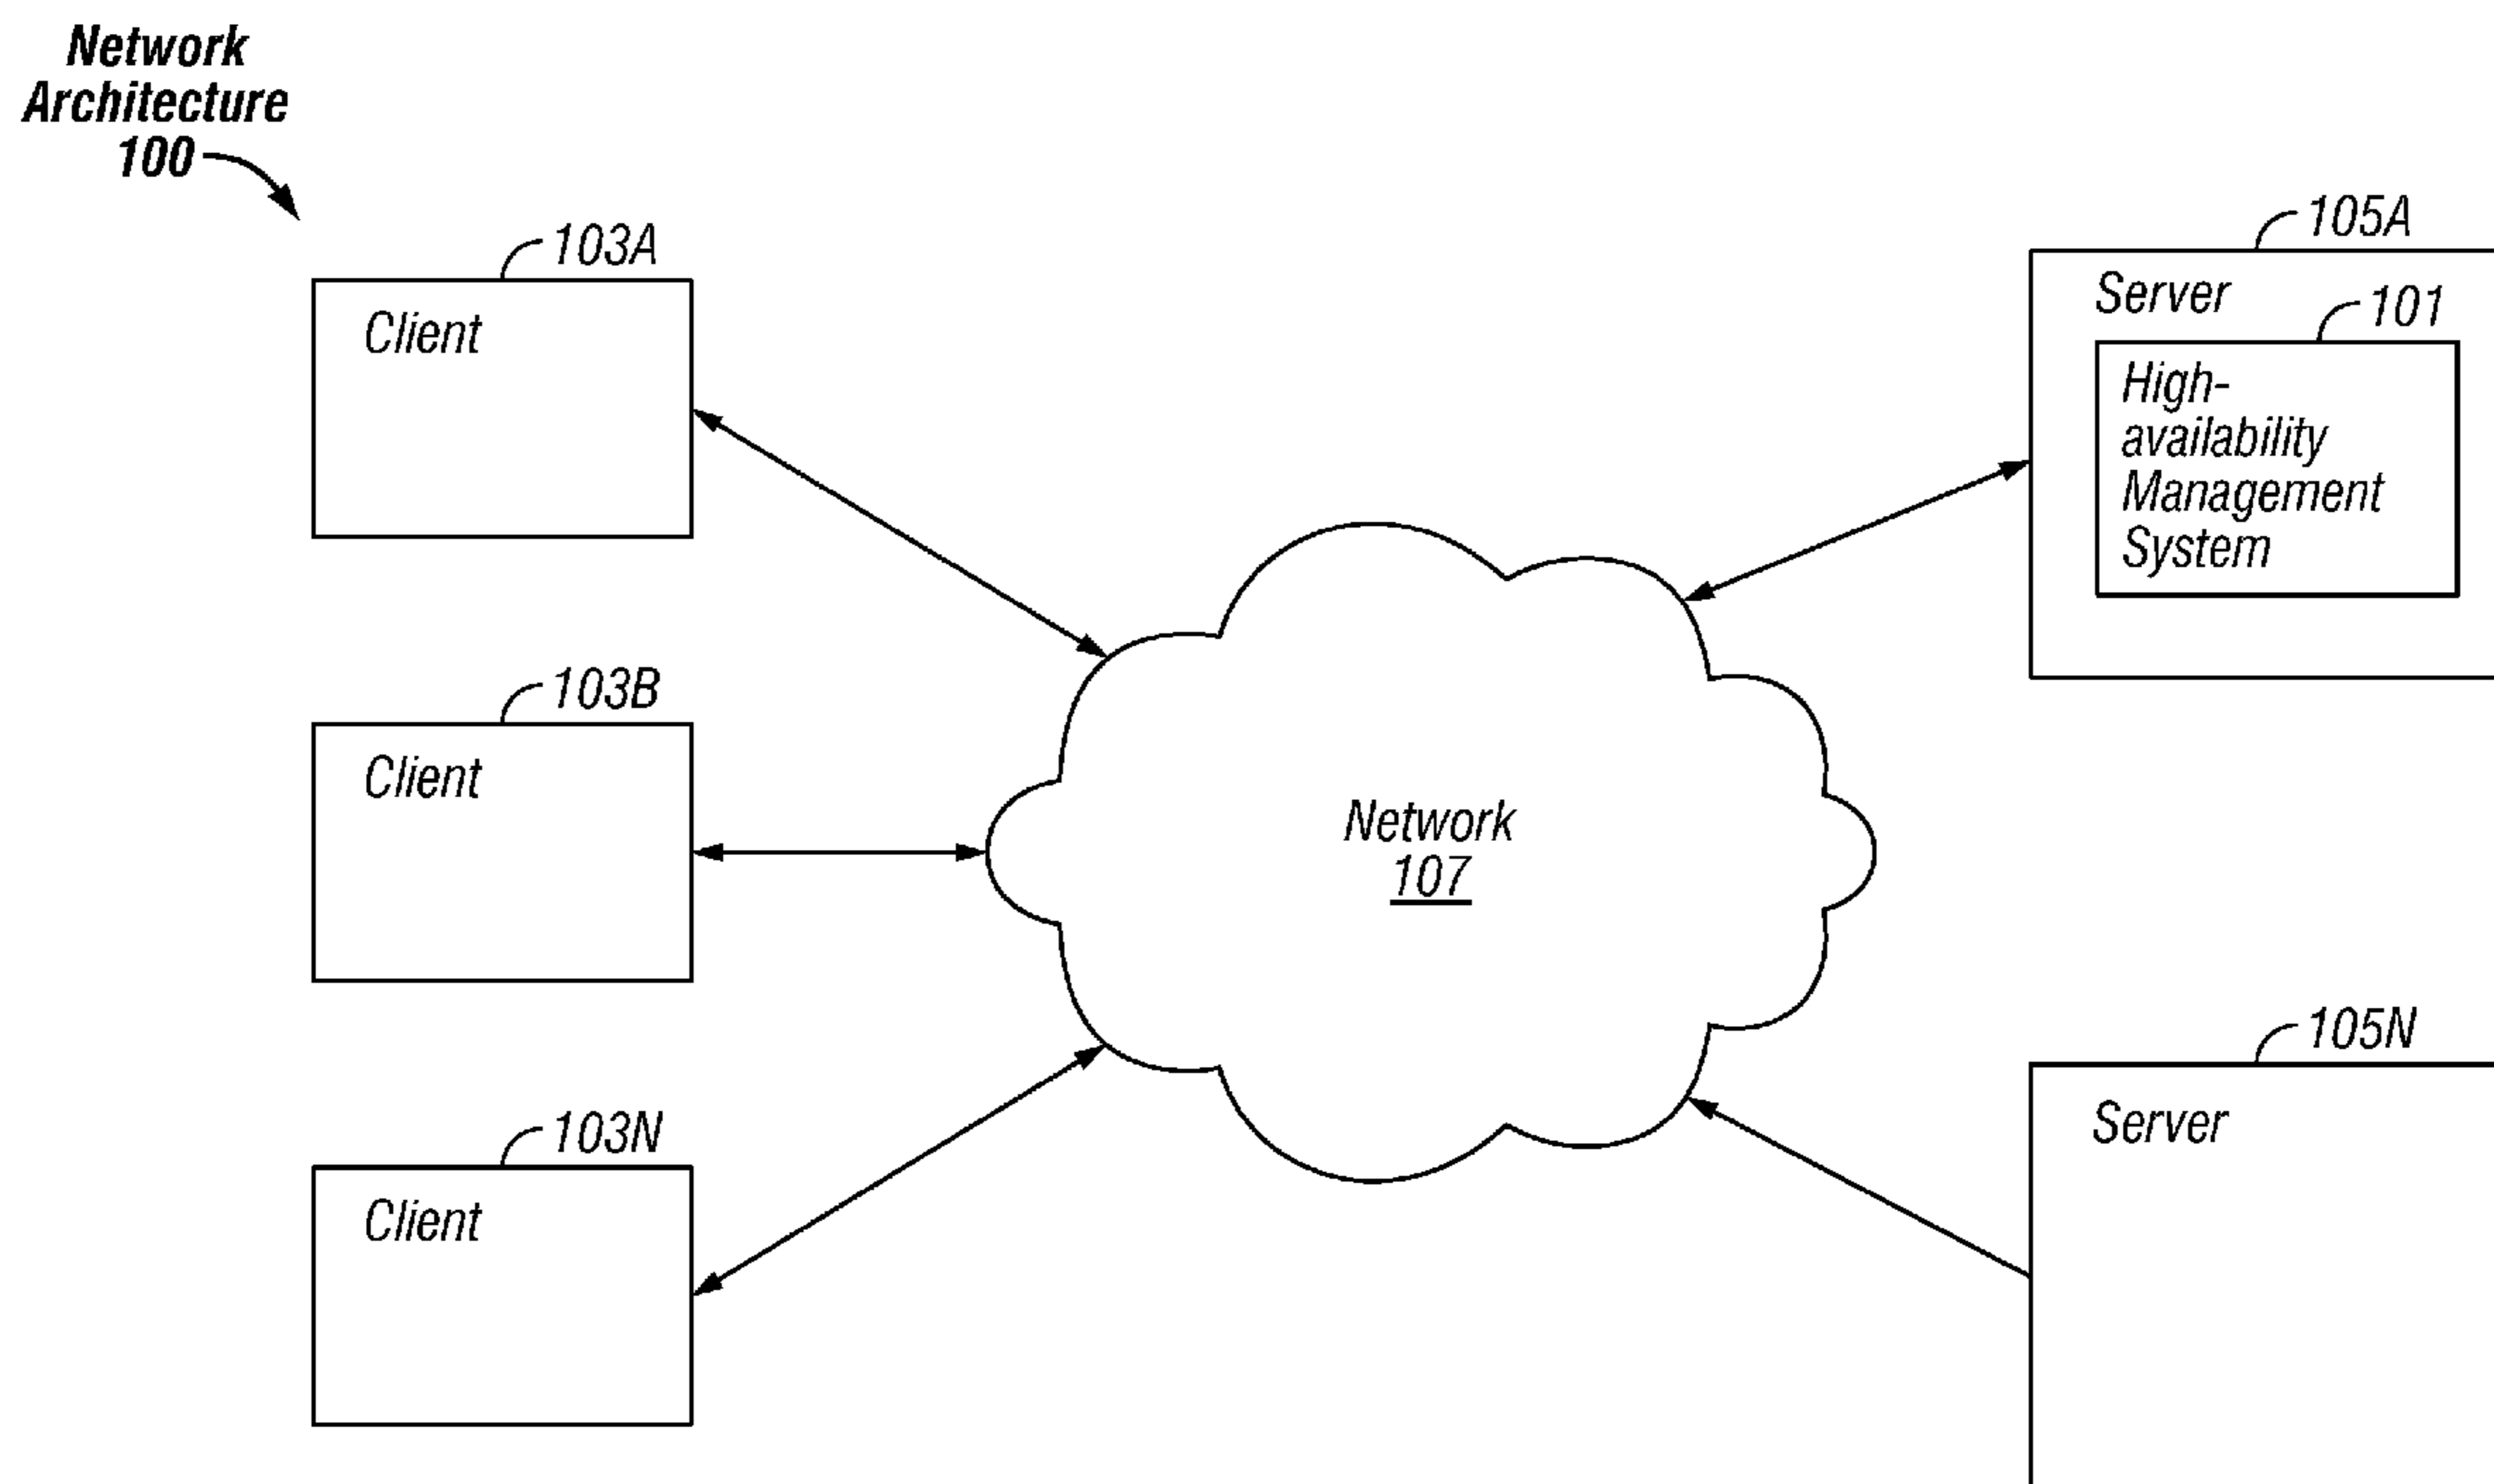 Network
Architecture
100
103A
Client
103B
Client
103N
Client
Network
107
105A
Server
101
High-
availability
Management
System
105N
Server